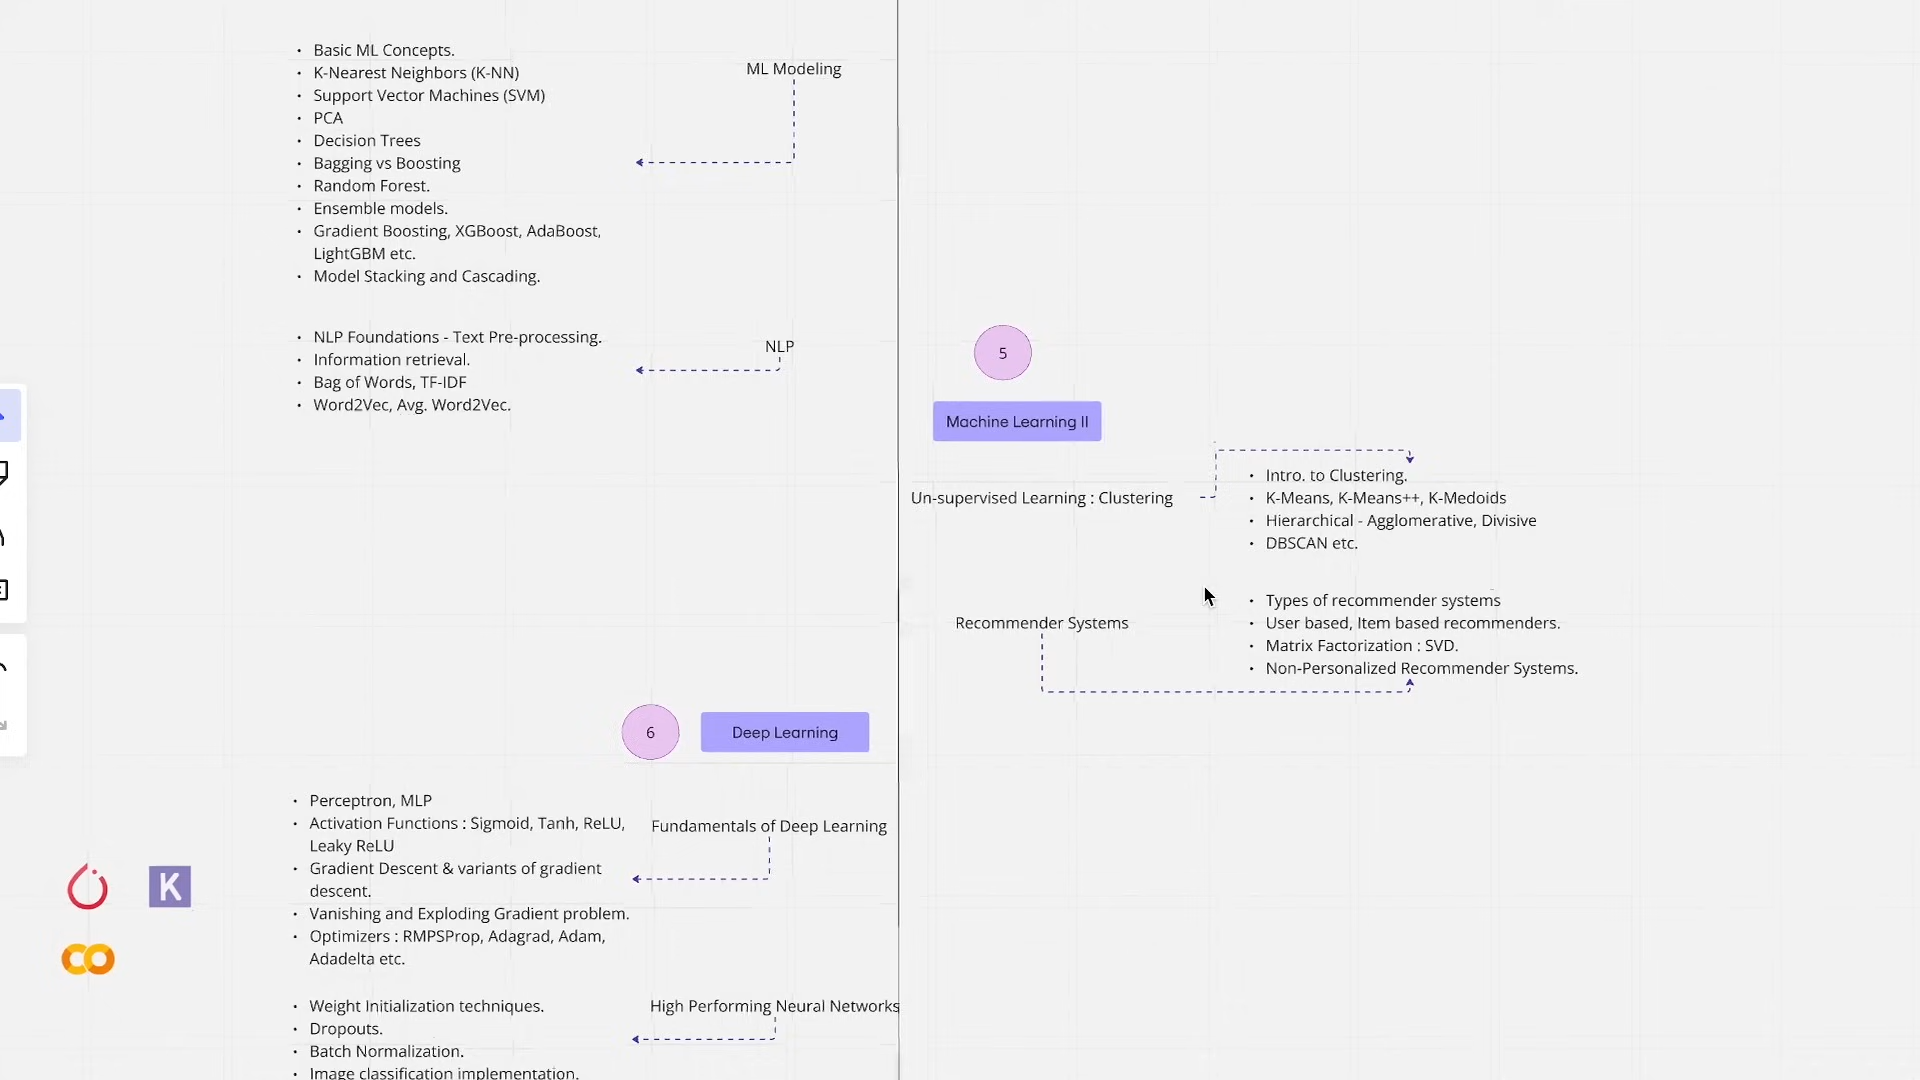 Basic ML Concepts.
K-Nearest Neighbors (K-NN)
Support Vector Machines (SVM)
PCA
Decision Trees
Bagging vs Boosting
Random Forest.
Ensemble models.
Gradient Boosting, XGBoost, AdaBoost,
LightGBM etc.
Model Stacking and Cascading.
ML Modeling
NLP Foundations - Text Pre-processing.
Information retrieval.
Bag of Words, TF-IDF
Word2Vec, Avg. Word2Vec.
NLP
5
Machine Learning II
Un-supervised Learning : Clustering
Intro. to Clustering.
K-Means, K-Means++, K-Medoids
Hierarchical - Agglomerative, Divisive
DBSCAN etc.
Recommender Systems
Types of recommender systems
User based, Item based recommenders.
Matrix Factorization : SVD.
Non-Personalized Recommender Systems.
6
Deep Learning
Perceptron, MLP
Activation Functions : Sigmoid, Tanh, ReLU,
Leaky ReLU
Gradient Descent & variants of gradient
descent.
Vanishing and Exploding Gradient problem.
Optimizers : RMPSProp, Adagrad, Adam,
Adadelta etc.
Fundamentals of Deep Learning
K
Weight Initialization techniques.
Dropouts.
Batch Normalization.
Image classification implementation.
High Performing Neural Networks